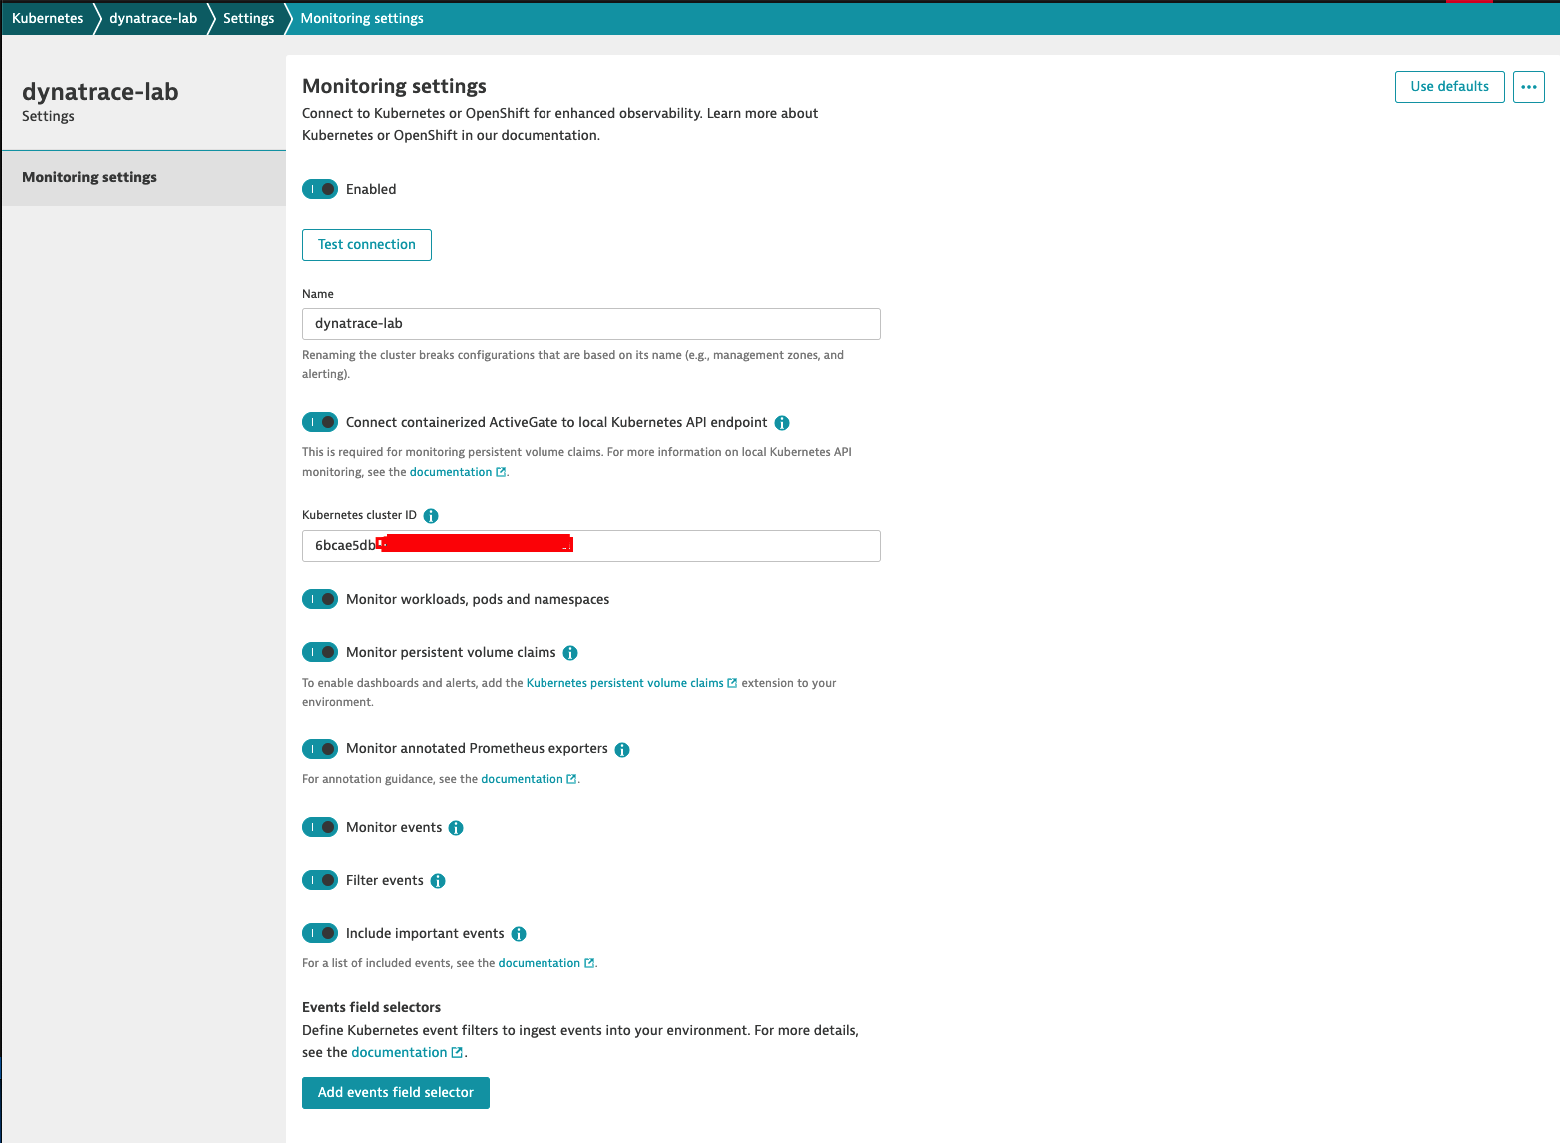 Kubernetes
dynatrace-lab
Settings
Monitoring settings
dynatrace-lab
Settings
Monitoring settings
Monitoring settings
Use defaults
Connect to Kubernetes or OpenShift for enhanced observability. Learn more about
Kubernetes or OpenShift in our documentation.
Enabled
Test connection
Name
dynatrace-lab
Renaming the cluster breaks configurations that are based on its name (e.g., management zones, and
alerting).
Connect containerized ActiveGate to local Kubernetes API endpoint
This is required for monitoring persistent volume claims. For more information on local Kubernetes API
monitoring, see the documentation.
Kubernetes cluster ID
6bcae5db
Monitor workloads, pods and namespaces
Monitor persistent volume claims
To enable dashboards and alerts, add the Kubernetes persistent volume claims extension to your
environment.
Monitor annotated Prometheus exporters
For annotation guidance, see the documentation.
Monitor events
Filter events
Include important events
For a list of included events, see the documentation.
Events field selectors
Define Kubernetes event filters to ingest events into your environment. For more details,
see the documentation.
Add events field selector